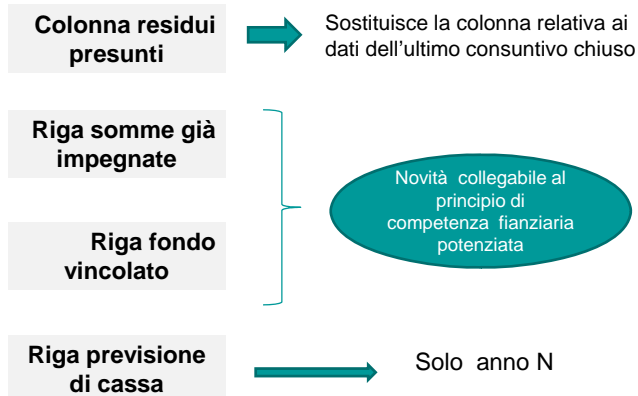 Colonna residui
presunti
Sostituisce la colonna relativa ai
dati dell'ultimo consuntivo chiuso
Riga somme già
impegnate
Riga fondo
vincolato
Novità collegabile al
principio di
competenza fianziaria
potenziata
Riga previsione
di cassa
Solo anno N